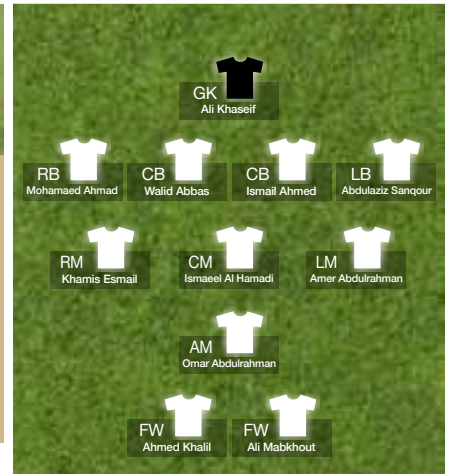 GK
Ali Khaseif
RB
Mohamaed Ahmad
CB
Walid Abbas
CB
Ismail Ahmed
LB
Abdulaziz Sanqour
RM
Khamis Esmail
CM
Ismaeel Al Hamadi
LM
Amer Abdulrahman
AM
Omar Abdulrahman
FW
Ahmed Khalil
FW
Ali Mabkhout